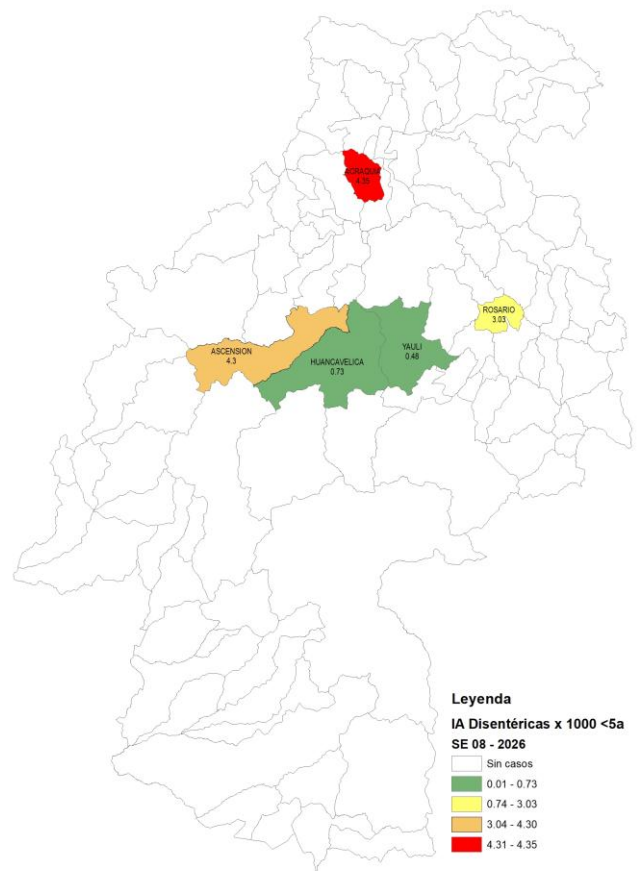 ACRAQUIA
4.35
ROSARIO
3.03
ASCENSION
4.3
HUANCAVELICA
0.73
YAULI
0.48
Leyenda
IA Disentéricas x 1000 <5a
SE 08 - 2026
Sin casos
0.01 - 0.73
0.74 - 3.03
3.04 - 4.30
4.31 - 4.35